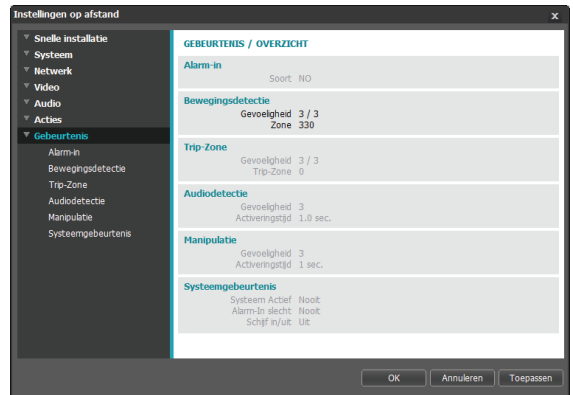 Instellingen op afstand
x
Snelle installatie
Systeem
Netwerk
Video
Audio
Acties
Gebeurtenis
Alarm-in
Bewegingsdetectie
Trip-Zone
Audiodetectie
Manipulatie
Systeemgebeurtenis
GEBEURTENIS / OVERZICHT
Alarm-in
Soort NO
Bewegingsdetectie
Gevoeligheid 3 / 3
Zone 330
Trip-Zone
Gevoeligheid 3 / 3
Trip-Zone 0
Audiodetectie
Gevoeligheid 3
Activeringstijd 1.0 sec.
Manipulatie
Gevoeligheid 3
Activeringstijd 1 sec.
Systeemgebeurtenis
Systeem Actief Nooit
Alarm-In slecht Nooit
Schijf in/uit Uit
OK Annuleren Toepassen